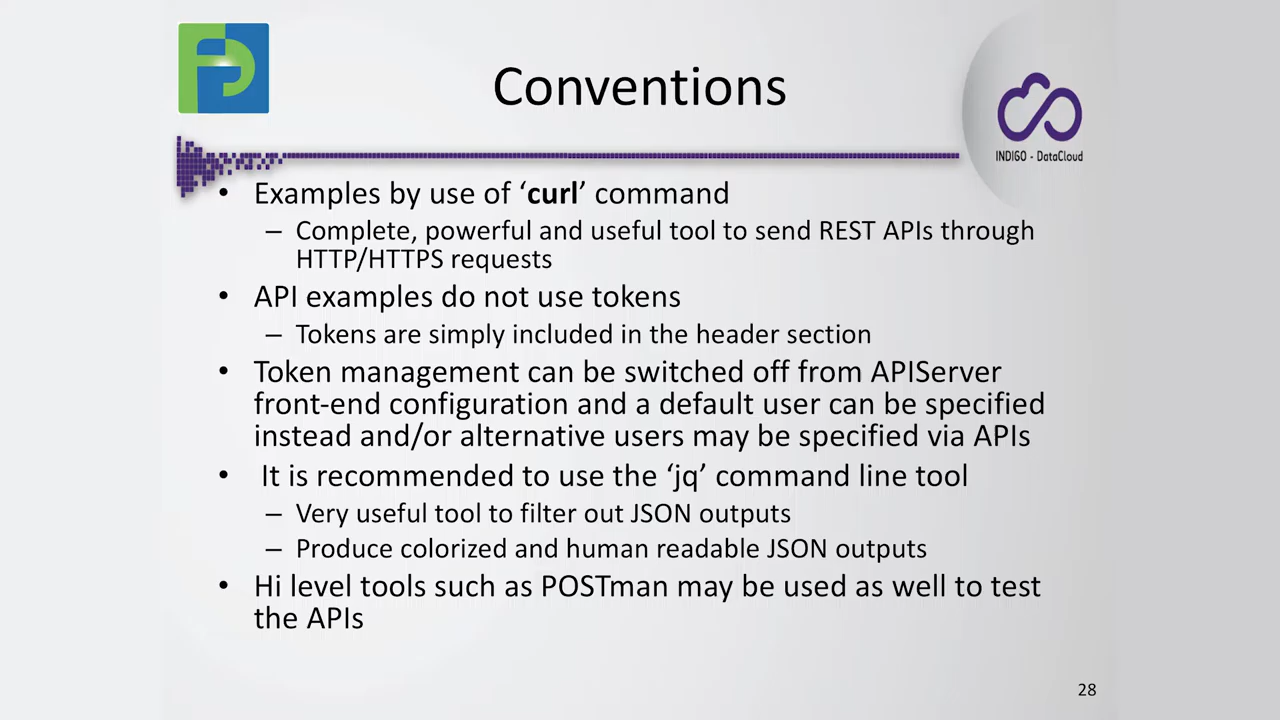 Conventions
INDIGO - DataCloud
• Examples by use of ‘curl’ command
– Complete, powerful and useful tool to send REST APIs through
HTTP/HTTPS requests
• API examples do not use tokens
– Tokens are simply included in the header section
• Token management can be switched off from APIServer
front-end configuration and a default user can be specified
instead and/or alternative users may be specified via APIs
• It is recommended to use the ‘jq’ command line tool
– Very useful tool to filter out JSON outputs
– Produce colorized and human readable JSON outputs
• Hi level tools such as POSTman may be used as well to test
the APIs
28